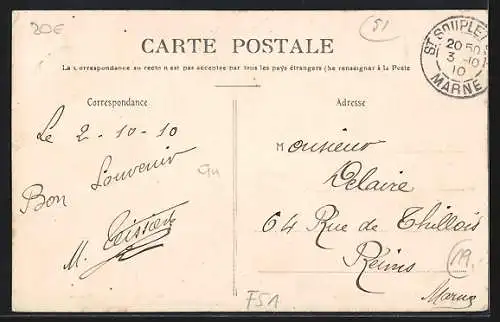 20€
51
CARTE POSTALE
La correspondance au recto n'est pas acceptée par tous les pays étrangers (Se renseigner à la Poste
ST SOUPLET
20 50
3 -10
10
MARNE
Correspondance
Adresse
Le 2-10-10
Bon Souvenir
M.
Monsieur
Delaire
64 Rue de Thillois
Reims
Marne
19.
F51